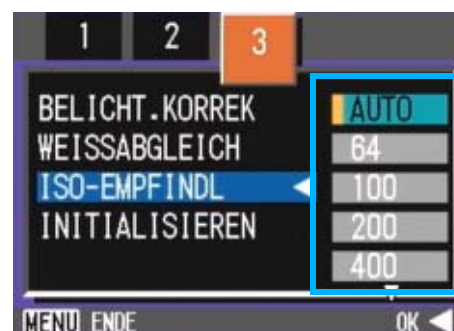 1 2 3
BELICHT.KORREK AUTO
WEISSABGLEICH 64
ISO-EMPFINDL 100
INITIALISIEREN 200
400
MENU ENDE OK